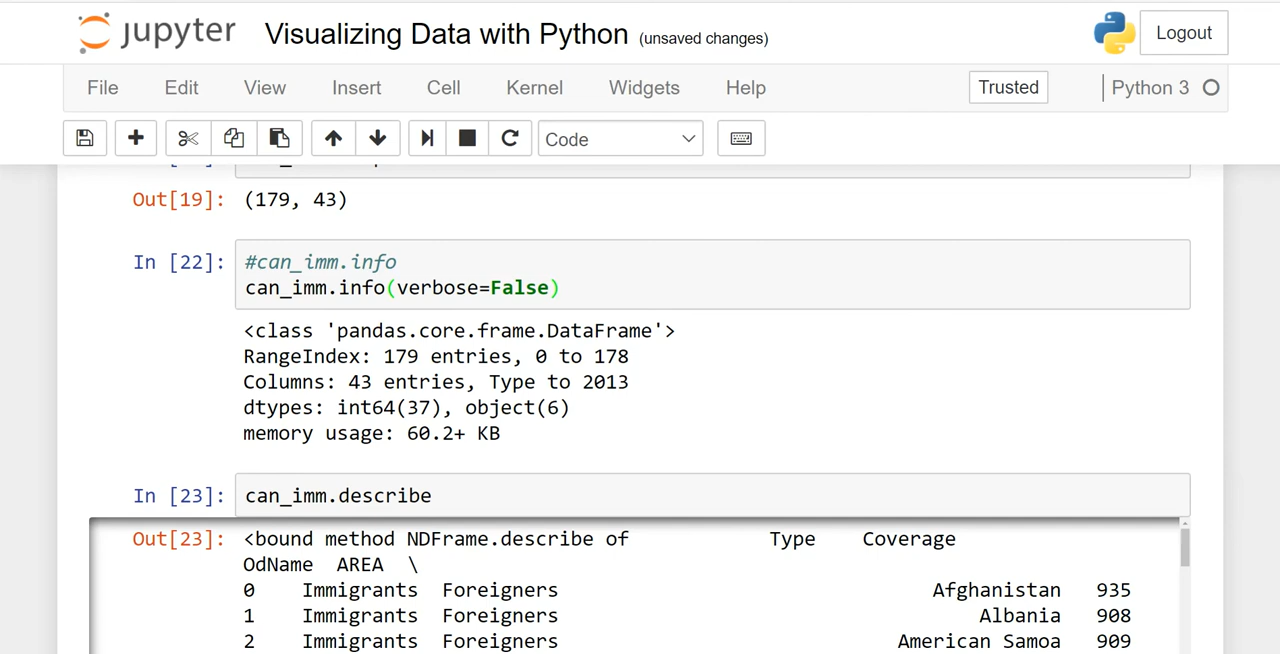 jupyter Visualizing Data with Python (unsaved changes) Logout
File Edit View Insert Cell Kernel Widgets Help Trusted Python 3
Code
Out[19]: (179, 43)
In [22]: #can_imm.info
can_imm.info(verbose=False)
<class 'pandas.core.frame.DataFrame'>
RangeIndex: 179 entries, 0 to 178
Columns: 43 entries, Type to 2013
dtypes: int64(37), object(6)
memory usage: 60.2+ KB
In [23]: can_imm.describe
Out[23]: <bound method NDFrame.describe of Type Coverage
OdName AREA \
0 Immigrants Foreigners Afghanistan 935
1 Immigrants Foreigners Albania 908
2 Immigrants Foreigners American Samoa 909